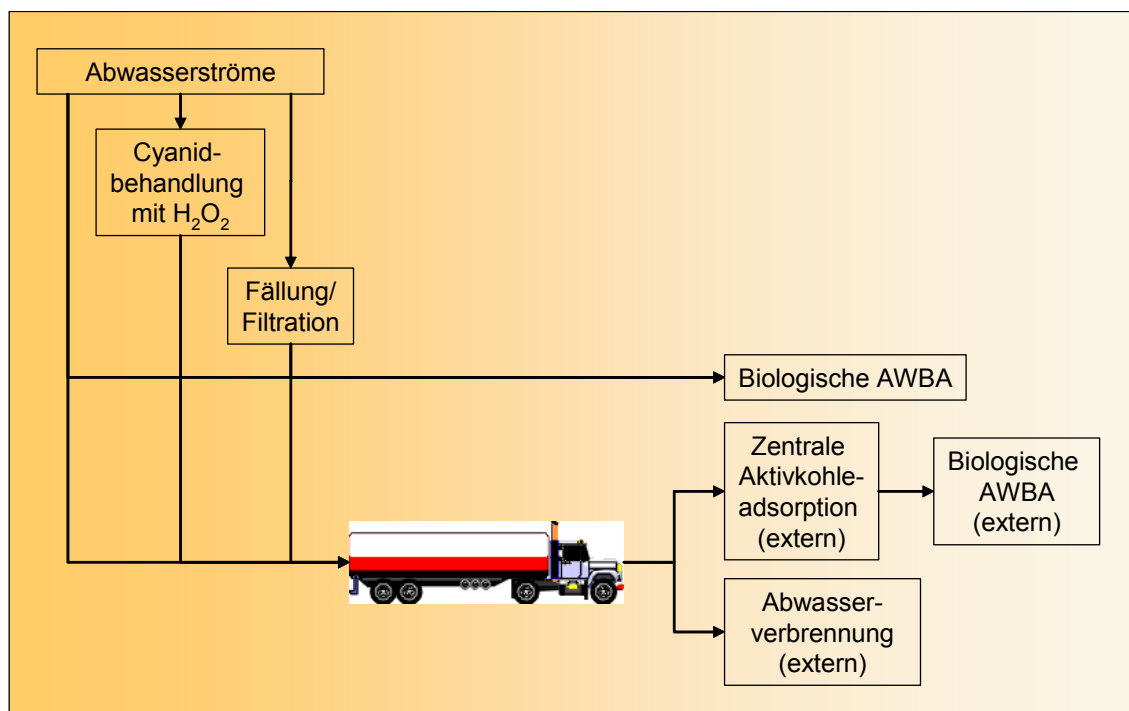 Abwasserströme
Cyanid-
behandlung
mit H₂O₂
Fällung/
Filtration
Biologische AWBA
Zentrale
Aktivkohle-
adsorption
(extern)
Biologische
AWBA
(extern)
Abwasser-
verbrennung
(extern)